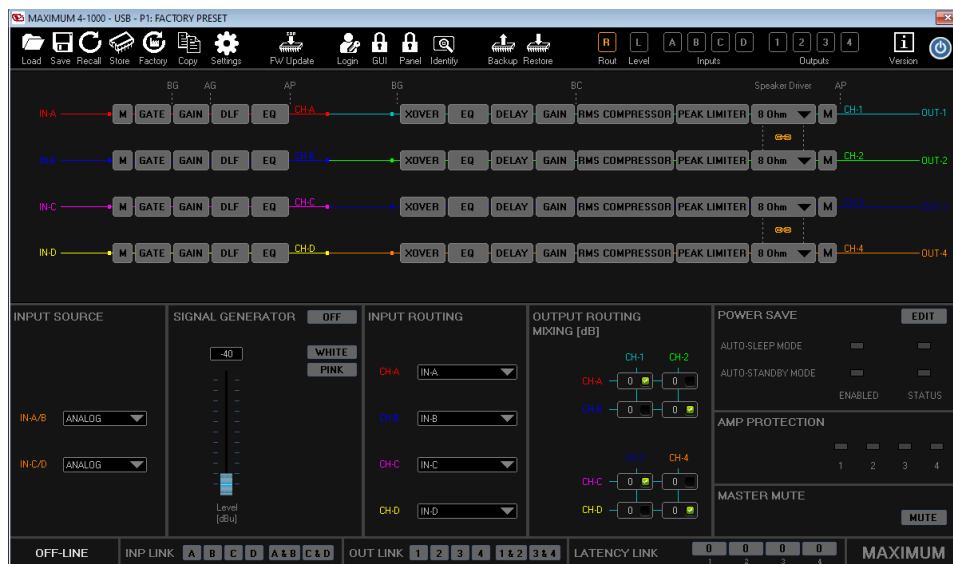 MAXIMUM 4-1000 - USB - P1: FACTORY PRESET
Load Save Recall Store Factory Copy Settings FW Update Login GUI Panel Identify Backup Restore R L A B C D 1 2 3 4
Rout Level Inputs Outputs Version
BG AG AP BG BC Speaker Driver AP
IN-A M GATE GAIN DLF EQ CH-A XOVER EQ DELAY GAIN RMS COMPRESSOR PEAK LIMITER 8 Ohm M CH-1 OUT-1
IN-B M GATE GAIN DLF EQ CH-B XOVER EQ DELAY GAIN RMS COMPRESSOR PEAK LIMITER 8 Ohm M CH-2 OUT-2
IN-C M GATE GAIN DLF EQ CH-C XOVER EQ DELAY GAIN RMS COMPRESSOR PEAK LIMITER 8 Ohm M CH-3 OUT-3
IN-D M GATE GAIN DLF EQ CH-D XOVER EQ DELAY GAIN RMS COMPRESSOR PEAK LIMITER 8 Ohm M CH-4 OUT-4
INPUT SOURCE
IN-A/B ANALOG
IN-C/D ANALOG
SIGNAL GENERATOR OFF
-40 WHITE
PINK
Level
[dBu]
INPUT ROUTING
CH-A IN-A
CH-B IN-B
CH-C IN-C
CH-D IN-D
OUTPUT ROUTING
MIXING [dB]
CH-1 CH-2
CH-A 0 0
CH-B 0 0
CH-3 CH-4
CH-C 0 0
CH-D 0 0
POWER SAVE EDIT
AUTO-SLEEP MODE
AUTO-STANDBY MODE
ENABLED STATUS
AMP PROTECTION
1 2 3 4
MASTER MUTE
MUTE
OFF-LINE INP LINK A B C D A & B C & D OUT LINK 1 2 3 4 1 & 2 3 & 4 LATENCY LINK 0 0 0 0 MAXIMUM
1 2 3 4